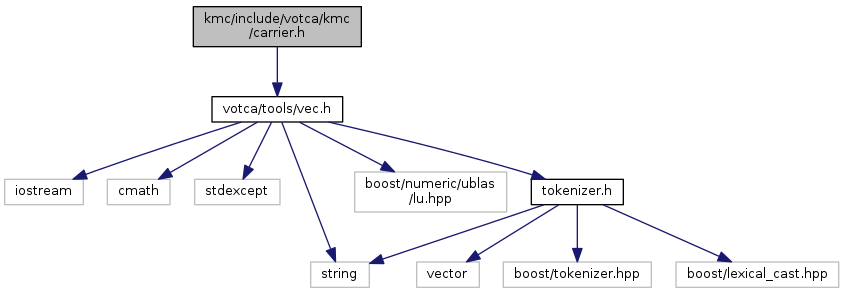 kmc/include/votca/kmc
/carrier.h
votca/tools/vec.h
iostream
cmath
stdexcept
boost/numeric/ublas
/lu.hpp
tokenizer.h
string
vector
boost/tokenizer.hpp
boost/lexical_cast.hpp